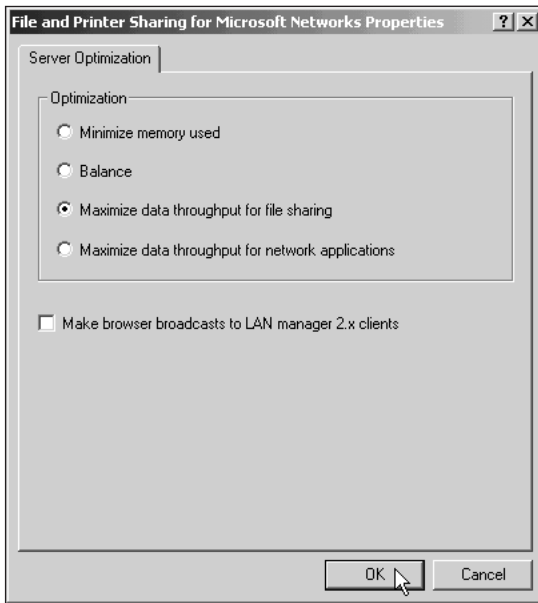 File and Printer Sharing for Microsoft Networks Properties
Server Optimization
Optimization
Minimize memory used
Balance
Maximize data throughput for file sharing
Maximize data throughput for network applications
Make browser broadcasts to LAN manager 2.x clients
OK Cancel